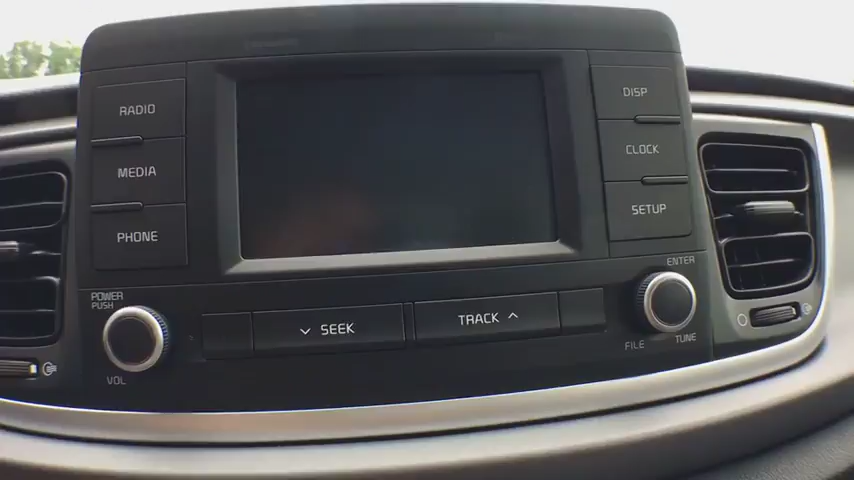 RADIO
MEDIA
PHONE
DISP
CLOCK
SETUP
POWER
PUSH
VOL
SEEK
TRACK
ENTER
FILE
TUNE